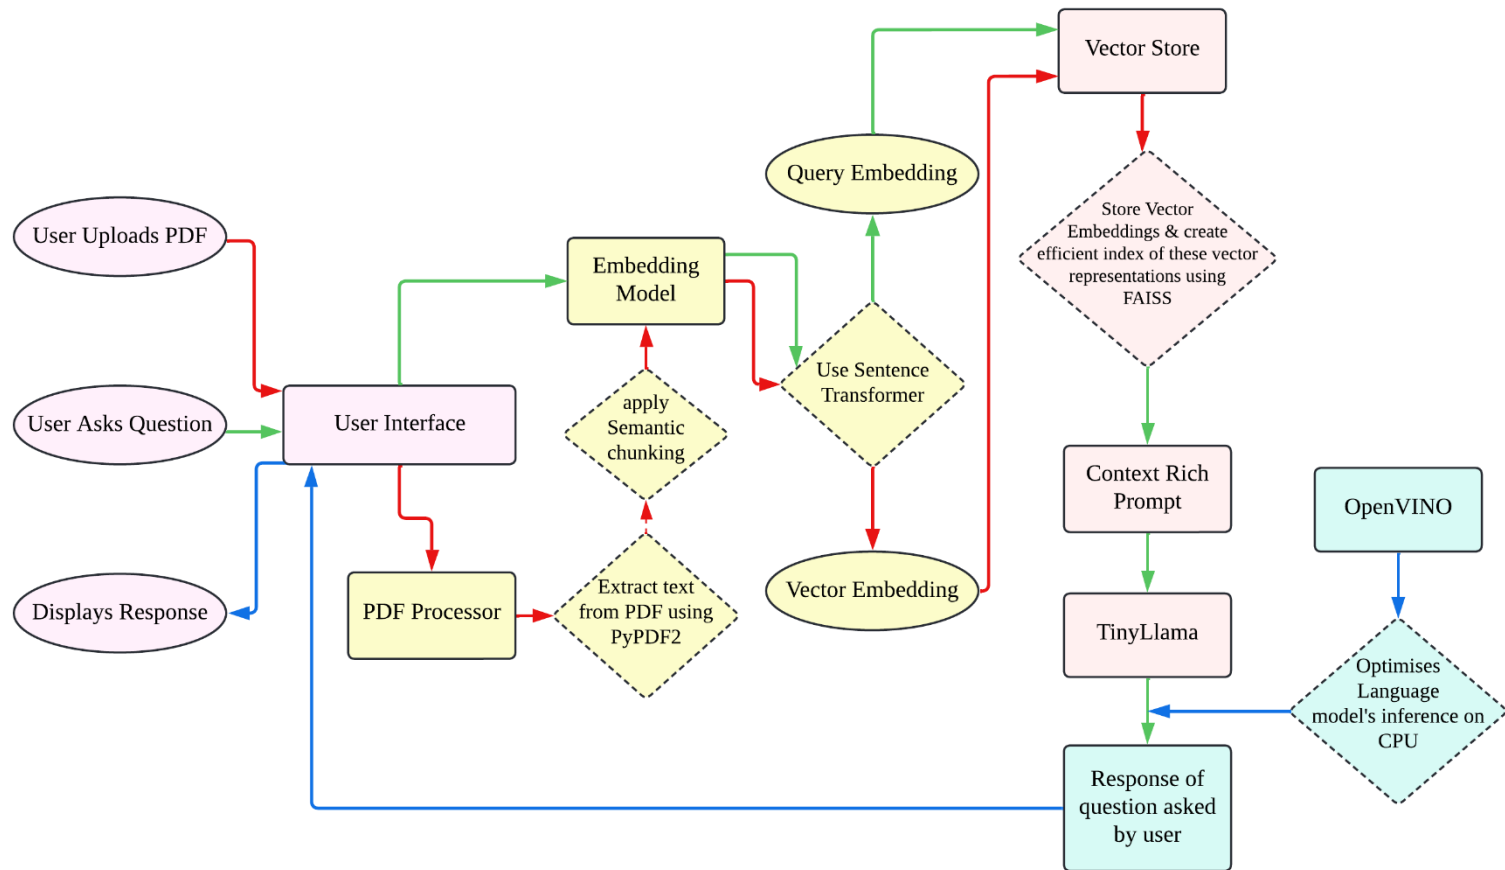 User Uploads PDF
User Asks Question
Displays Response
User Interface
PDF Processor
Extract text
from PDF using
PyPDF2
apply
Semantic
chunking
Embedding
Model
Use Sentence
Transformer
Query Embedding
Vector Embedding
Vector Store
Store Vector
Embeddings & create
efficient index of these vector
representations using
FAISS
Context Rich
Prompt
TinyLlama
OpenVINO
Optimises
Language
model's inference on
CPU
Response of
question asked
by user